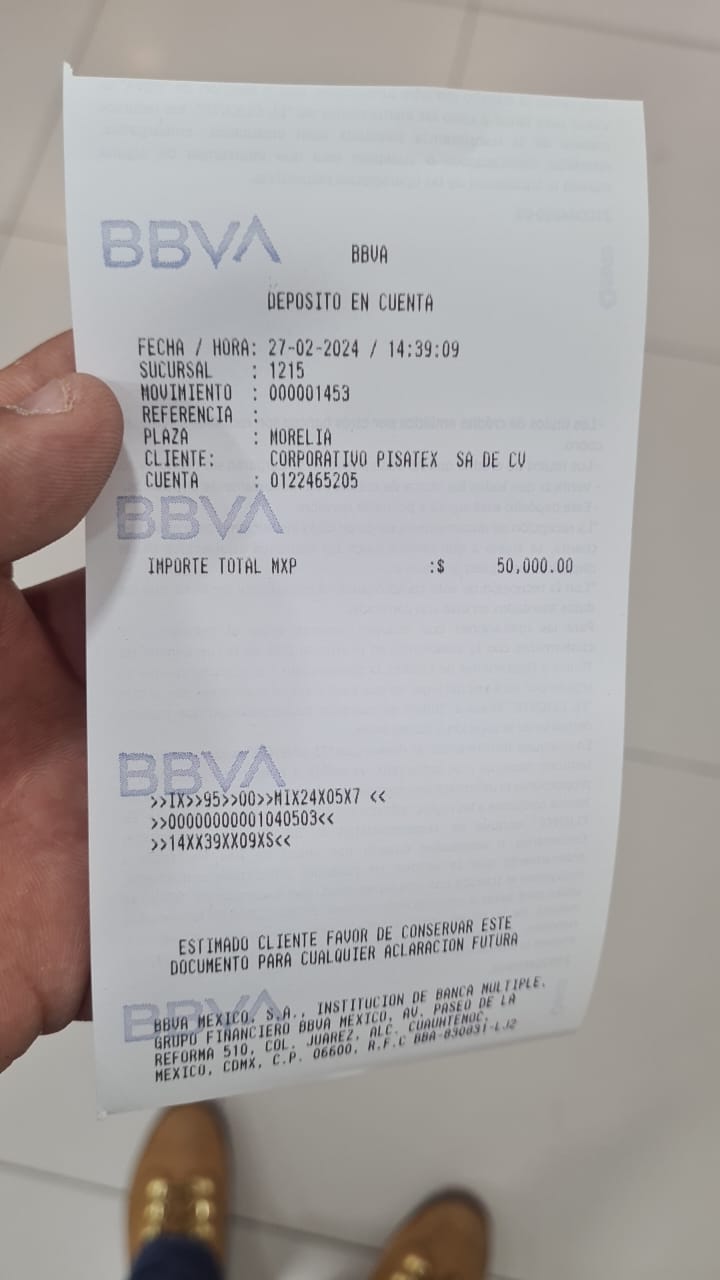 BBVA
BBVA
DEPOSITO EN CUENTA
FECHA / HORA: 27-02-2024 / 14:39:09
SUCURSAL : 1215
MOVIMIENTO : 000001453
REFERENCIA :
PLAZA : MORELIA
CLIENTE: CORPORATIVO PISATEX SA DE CV
CUENTA : 0122465205
BBVA
IMPORTE TOTAL MXP :$ 50,000.00
BBVA
>>IX>>95>>00>>MIX24X05X7 <<
>>00000000001040503<<
>>14XX39XX09XS<<
ESTIMADO CLIENTE FAVOR DE CONSERVAR ESTE
DOCUMENTO PARA CUALQUIER ACLARACION FUTURA
BBVA
BBVA MEXICO, S.A., INSTITUCION DE BANCA MULTIPLE,
GRUPO FINANCIERO BBVA MEXICO, AV. PASEO DE LA
REFORMA 510, COL. JUAREZ, ALC. CUAUHTENOC,
MEXICO, CDMX, C.P. 06600, R.F.C BBA-830831-LJ2